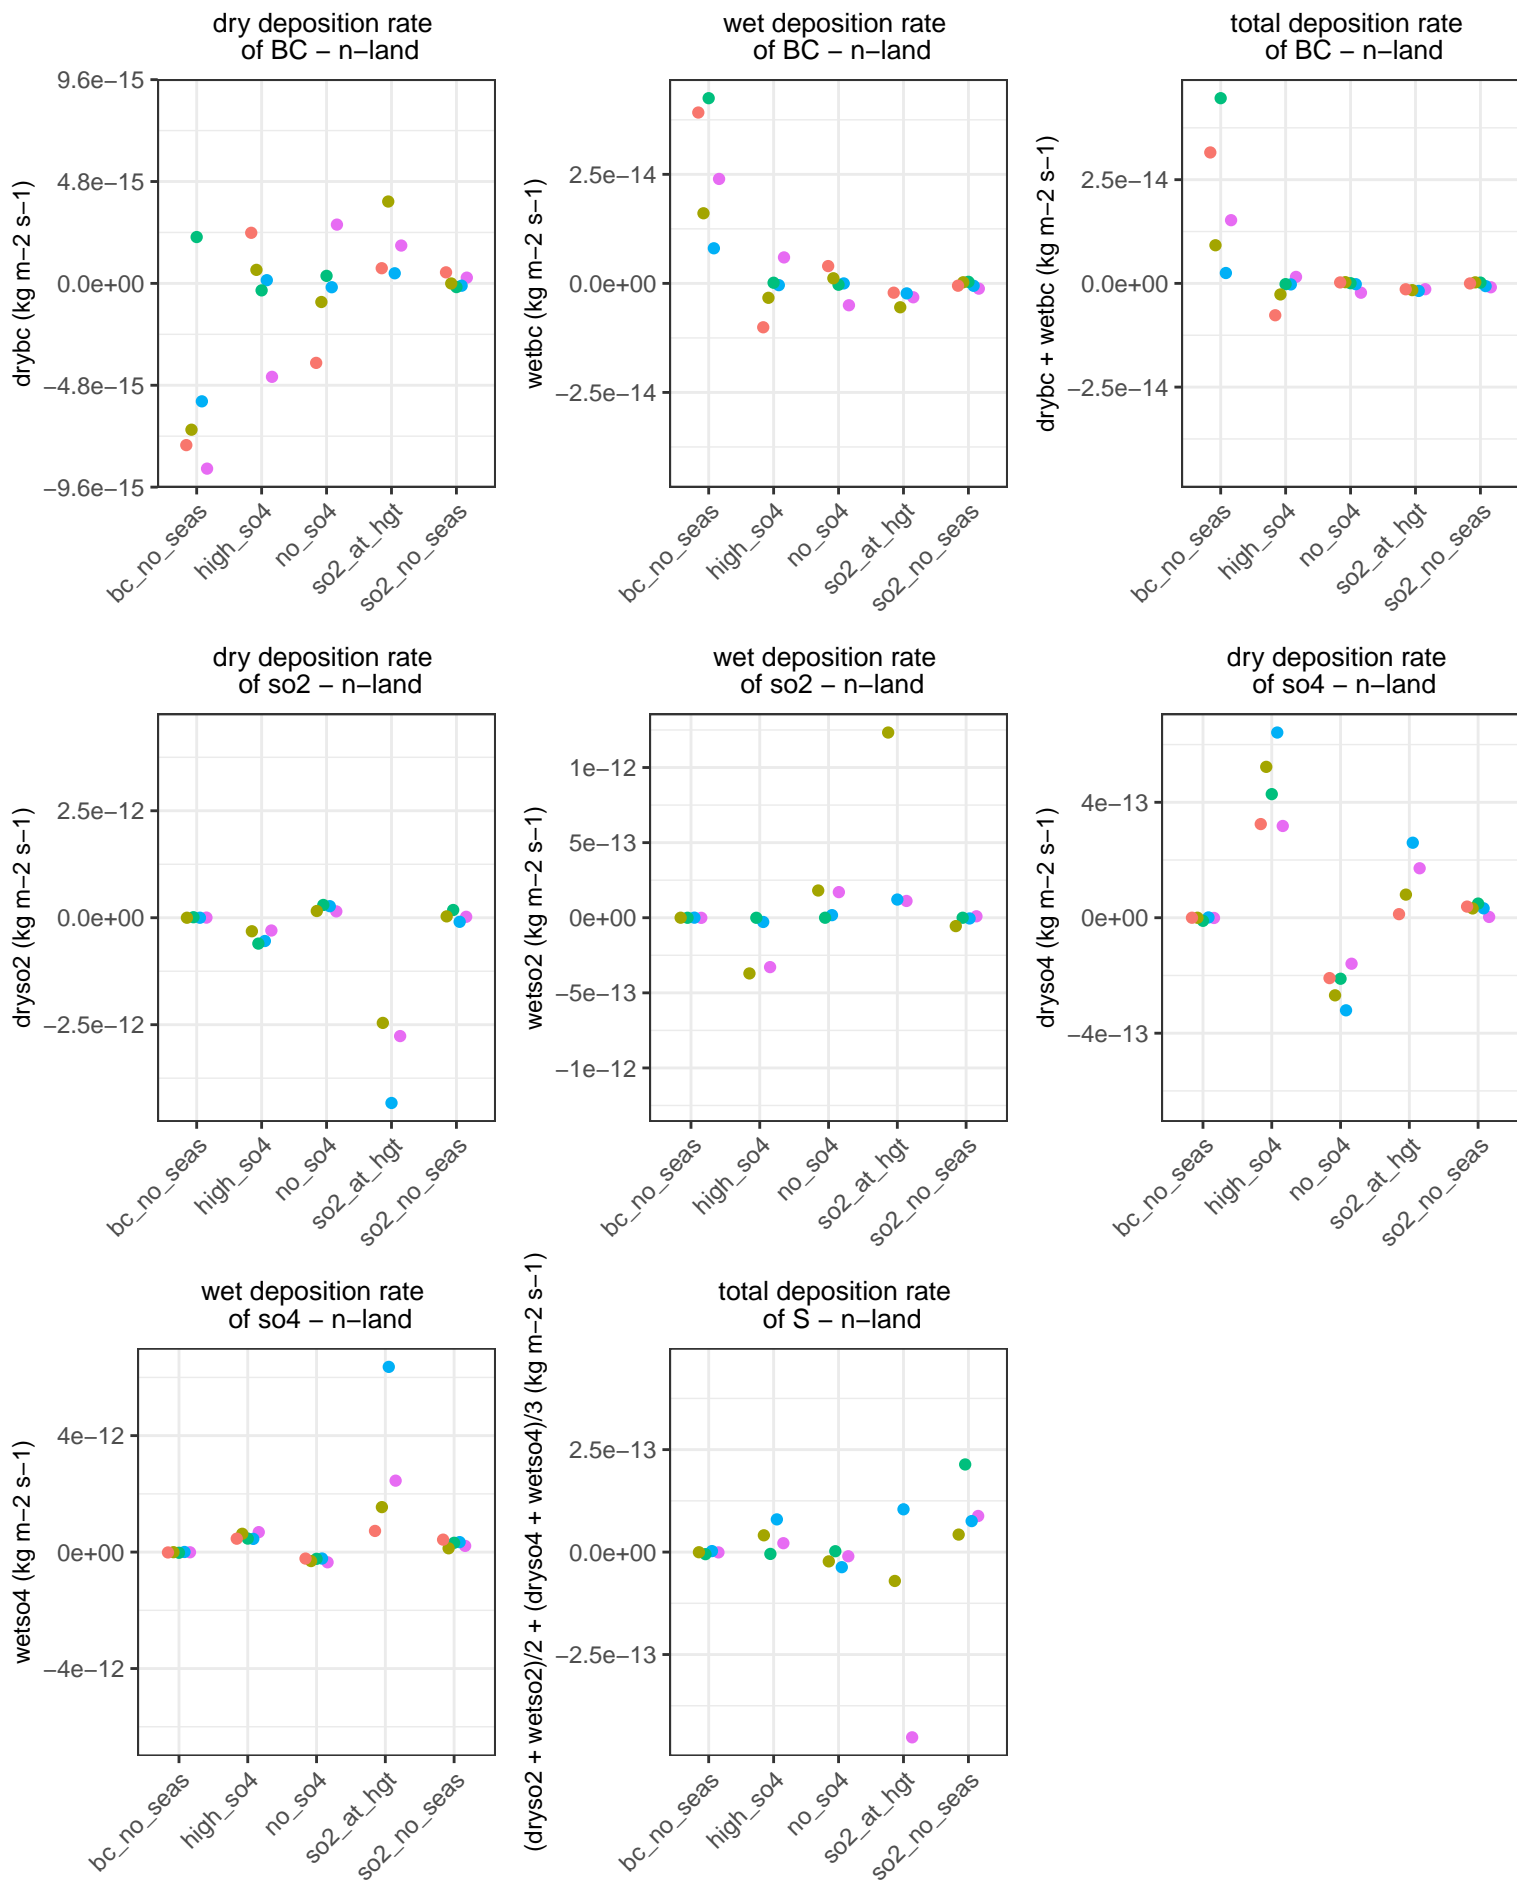 dry deposition rate
of BC − n−land
drybc (kg m−2 s−1)
9.6e−15
4.8e−15
0.0e+00
−4.8e−15
−9.6e−15
bc_no_seas
high_so4
no_so4
so2_at_hgt
so2_no_seas
wet deposition rate
of BC − n−land
wetbc (kg m−2 s−1)
2.5e−14
0.0e+00
−2.5e−14
bc_no_seas
high_so4
no_so4
so2_at_hgt
so2_no_seas
total deposition rate
of BC − n−land
drybc + wetbc (kg m−2 s−1)
2.5e−14
0.0e+00
−2.5e−14
bc_no_seas
high_so4
no_so4
so2_at_hgt
so2_no_seas
dry deposition rate
of so2 − n−land
dryso2 (kg m−2 s−1)
2.5e−12
0.0e+00
−2.5e−12
bc_no_seas
high_so4
no_so4
so2_at_hgt
so2_no_seas
wet deposition rate
of so2 − n−land
wetso2 (kg m−2 s−1)
1e−12
5e−13
0e+00
−5e−13
−1e−12
bc_no_seas
high_so4
no_so4
so2_at_hgt
so2_no_seas
dry deposition rate
of so4 − n−land
dryso4 (kg m−2 s−1)
4e−13
0e+00
−4e−13
bc_no_seas
high_so4
no_so4
so2_at_hgt
so2_no_seas
wet deposition rate
of so4 − n−land
wetso4 (kg m−2 s−1)
4e−12
0e+00
−4e−12
bc_no_seas
high_so4
no_so4
so2_at_hgt
so2_no_seas
total deposition rate
of S − n−land
(dryso2 + wetso2)/2 + (dryso4 + wetso4)/3 (kg m−2 s−1)
2.5e−13
0.0e+00
−2.5e−13
bc_no_seas
high_so4
no_so4
so2_at_hgt
so2_no_seas